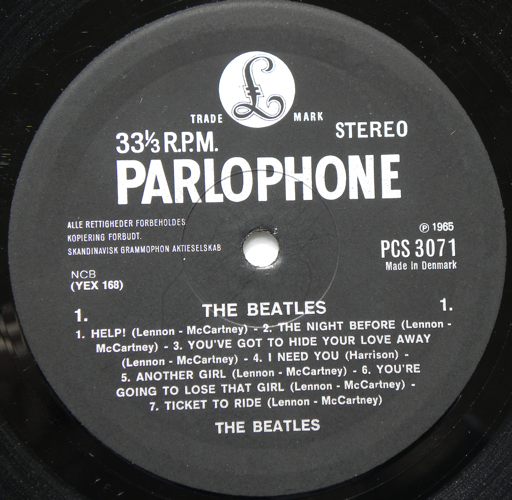 £
TRADE MARK
33⅓ R.P.M.
STEREO
PARLOPHONE
ALLE RETTIGHEDER FORBEHOLDES
KOPIERING FORBUDT.
SKANDINAVISK GRAMMOPHON AKTIESELSKAB
℗ 1965
PCS 3071
Made in Denmark
NCB
(YEX 168)
1. THE BEATLES 1.
1. HELP! (Lennon - McCartney) - 2. THE NIGHT BEFORE (Lennon -
McCartney) - 3. YOU'VE GOT TO HIDE YOUR LOVE AWAY
(Lennon - McCartney) - 4. I NEED YOU (Harrison) -
5. ANOTHER GIRL (Lennon - McCartney) - 6. YOU'RE
GOING TO LOSE THAT GIRL (Lennon - McCartney) -
7. TICKET TO RIDE (Lennon - McCartney)
THE BEATLES